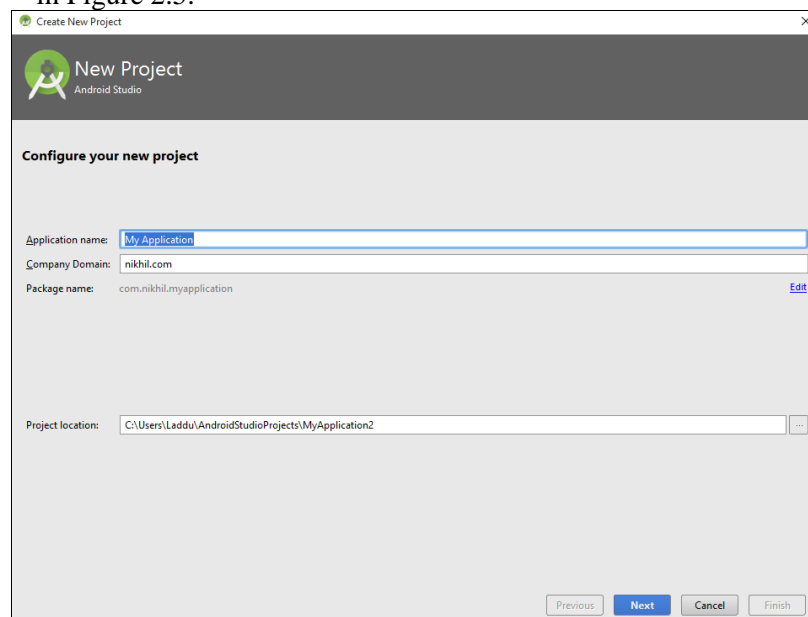 in Figure 2.3.
Create New Project
New Project
Android Studio
Configure your new project
Application name: My Application
Company Domain: nikhil.com
Package name: com.nikhil.myapplication Edit
Project location: C:\Users\Laddu\AndroidStudioProjects\MyApplication2 ...
Previous Next Cancel Finish